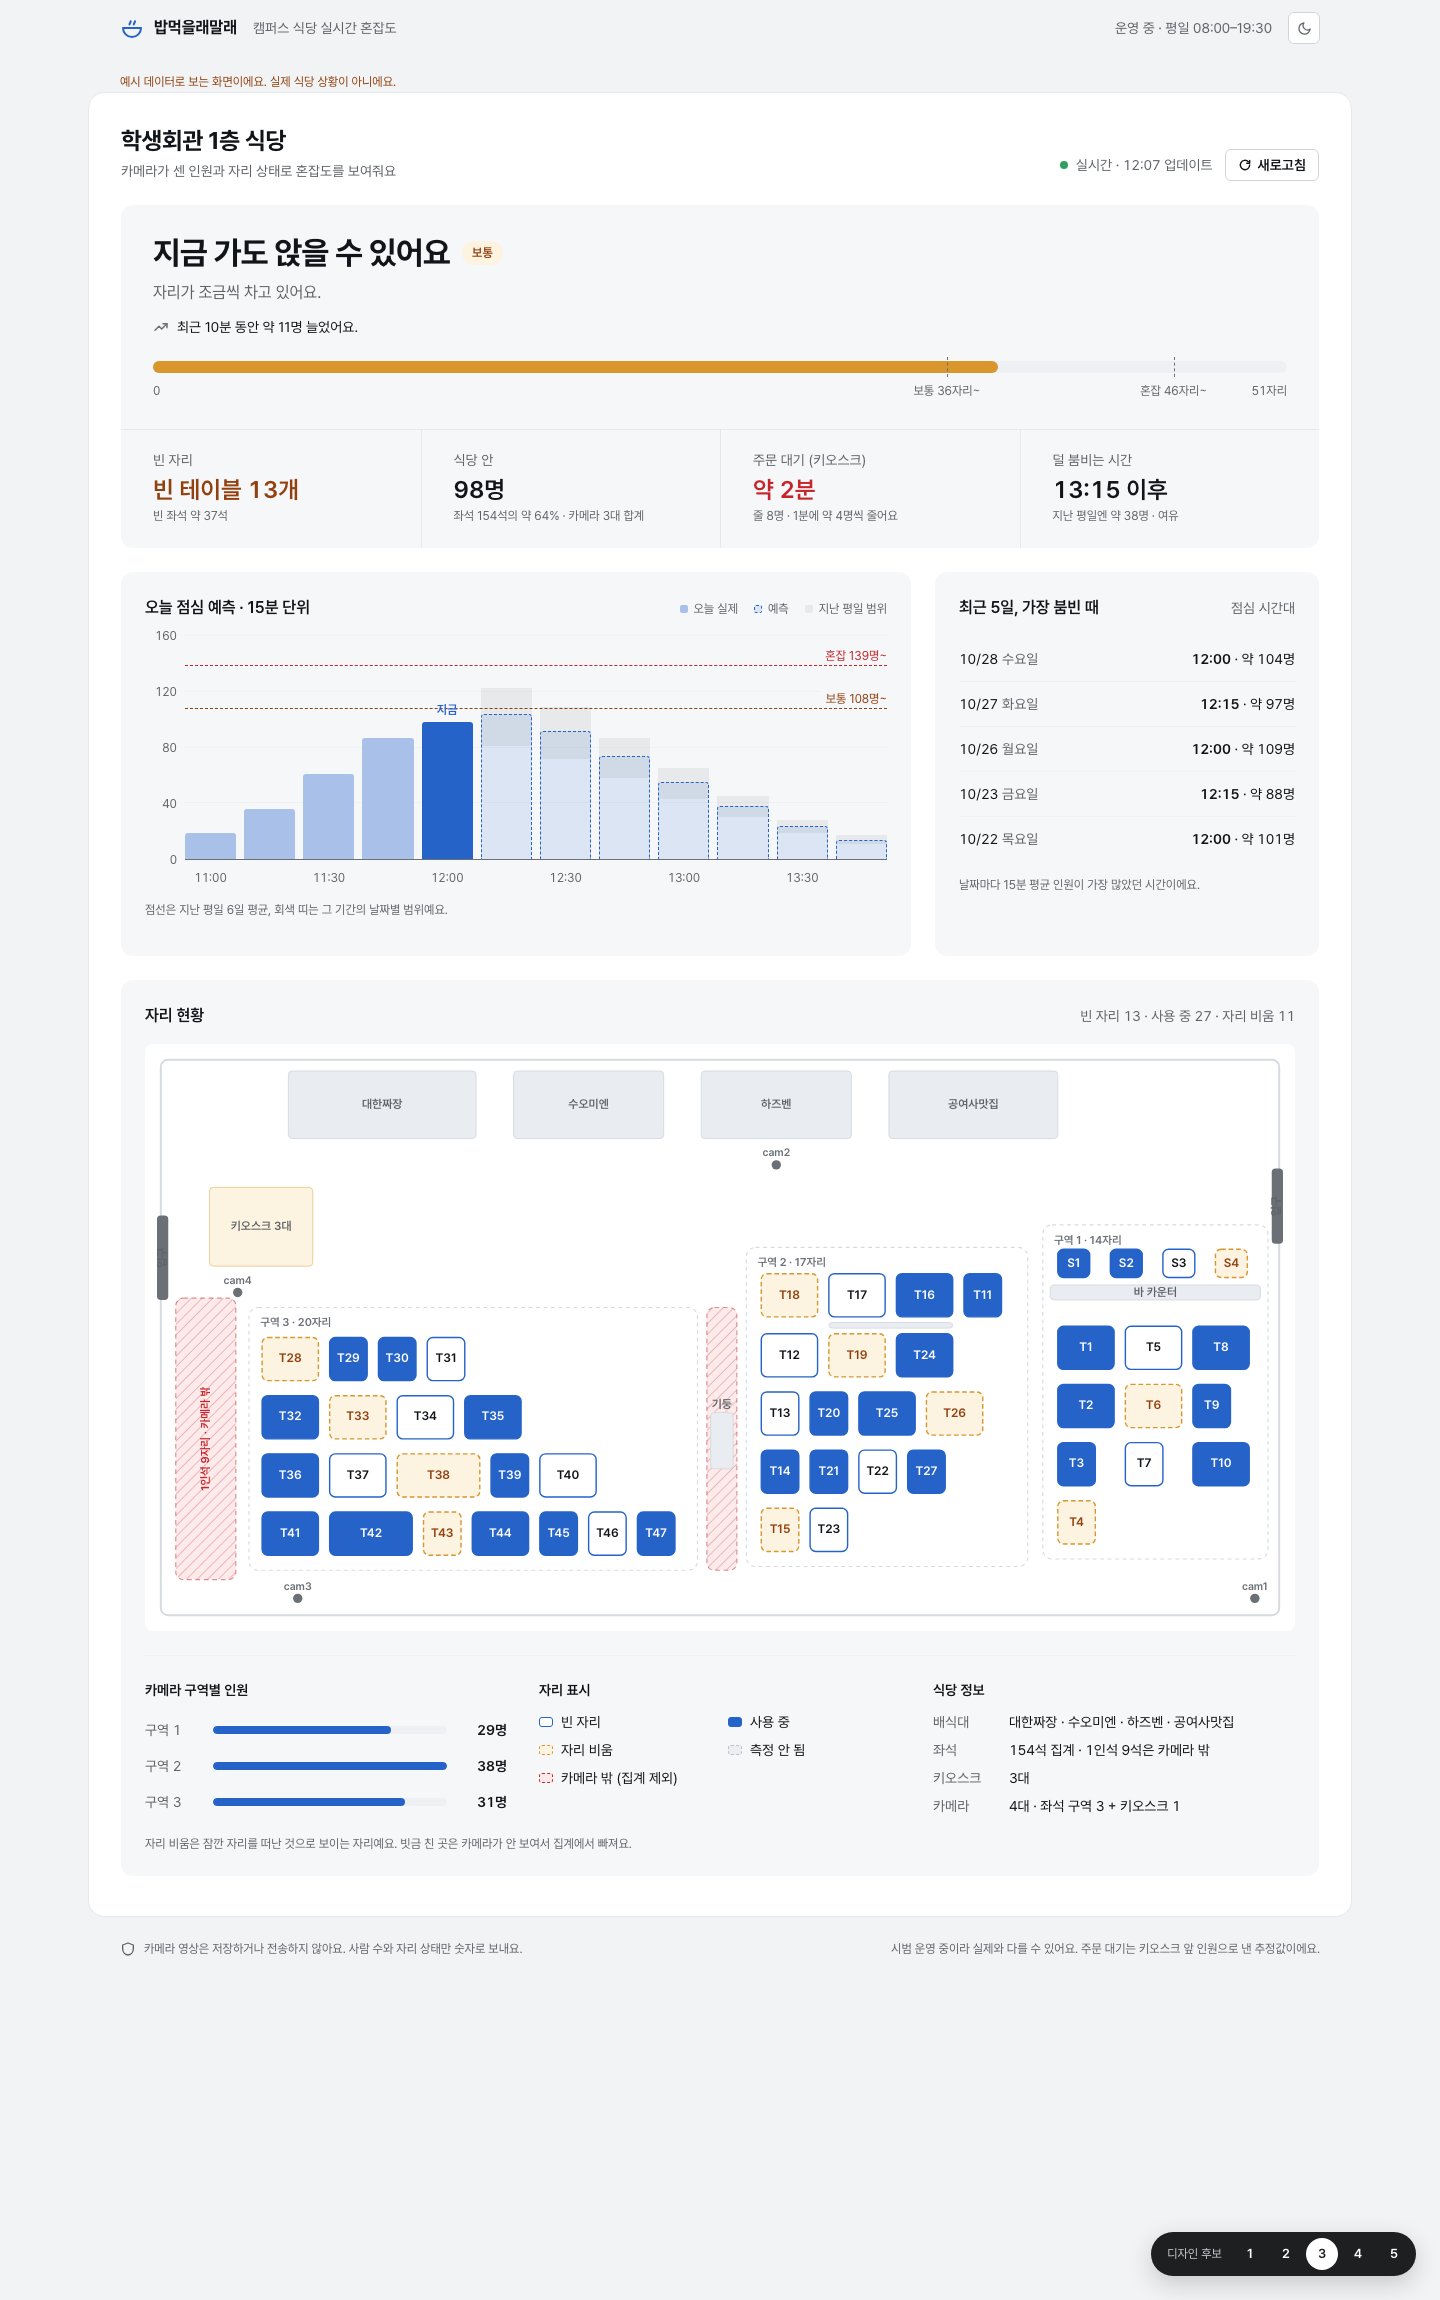 밥먹을래말래 캠퍼스 식당 실시간 혼잡도 운영 중 · 평일 08:00–19:30
예시 데이터로 보는 화면이에요. 실제 식당 상황이 아니에요.
학생회관 1층 식당
카메라가 센 인원과 자리 상태로 혼잡도를 보여줘요
실시간 · 12:07 업데이트 새로고침
지금 가도 앉을 수 있어요 보통
자리가 조금씩 차고 있어요.
최근 10분 동안 약 11명 늘었어요.
0 보통 36자리~ 혼잡 46자리~ 51자리
빈 자리
빈 테이블 13개
빈 좌석 약 37석
식당 안
98명
좌석 154석의 약 64% · 카메라 3대 합계
주문 대기 (키오스크)
약 2분
줄 8명 · 1분에 약 4명씩 줄어요
덜 붐비는 시간
13:15 이후
지난 평일엔 약 38명 · 여유
오늘 점심 예측 · 15분 단위
오늘 실제 예측 지난 평일 범위
160
혼잡 139명~
120
보통 108명~
지금
80
40
0
11:00 11:30 12:00 12:30 13:00 13:30
점선은 지난 평일 6일 평균, 회색 띠는 그 기간의 날짜별 범위예요.
최근 5일, 가장 붐빈 때 점심 시간대
10/28 수요일 12:00 · 약 104명
10/27 화요일 12:15 · 약 97명
10/26 월요일 12:00 · 약 109명
10/23 금요일 12:15 · 약 88명
10/22 목요일 12:00 · 약 101명
날짜마다 15분 평균 인원이 가장 많았던 시간이에요.
자리 현황 빈 자리 13 · 사용 중 27 · 자리 비움 11
대한짜장 수오미엔 하즈벤 공여사맛집
cam2
키오스크 3대
cam4
1인석 9자리 · 카메라 밖
구역 3 · 20자리
T28 T29 T30 T31
T32 T33 T34 T35
T36 T37 T38 T39 T40
T41 T42 T43 T44 T45 T46 T47
cam3
기둥
구역 2 · 17자리
T18 T17 T16 T11
T12 T19 T24
T13 T20 T25 T26
T14 T21 T22 T27
T15 T23
구역 1 · 14자리
S1 S2 S3 S4
바 카운터
T1 T5 T8
T2 T6 T9
T3 T7 T10
T4
cam1
카메라 구역별 인원
구역 1 29명
구역 2 38명
구역 3 31명
자리 표시
빈 자리 사용 중
자리 비움 측정 안 됨
카메라 밖 (집계 제외)
식당 정보
배식대 대한짜장 · 수오미엔 · 하즈벤 · 공여사맛집
좌석 154석 집계 · 1인석 9석은 카메라 밖
키오스크 3대
카메라 4대 · 좌석 구역 3 + 키오스크 1
자리 비움은 잠깐 자리를 떠난 것으로 보이는 자리예요. 빗금 친 곳은 카메라가 안 보여서 집계에서 빠져요.
카메라 영상은 저장하거나 전송하지 않아요. 사람 수와 자리 상태만 숫자로 보내요.
시범 운영 중이라 실제와 다를 수 있어요. 주문 대기는 키오스크 앞 인원으로 낸 추정값이에요.
디자인 후보 1 2 3 4 5